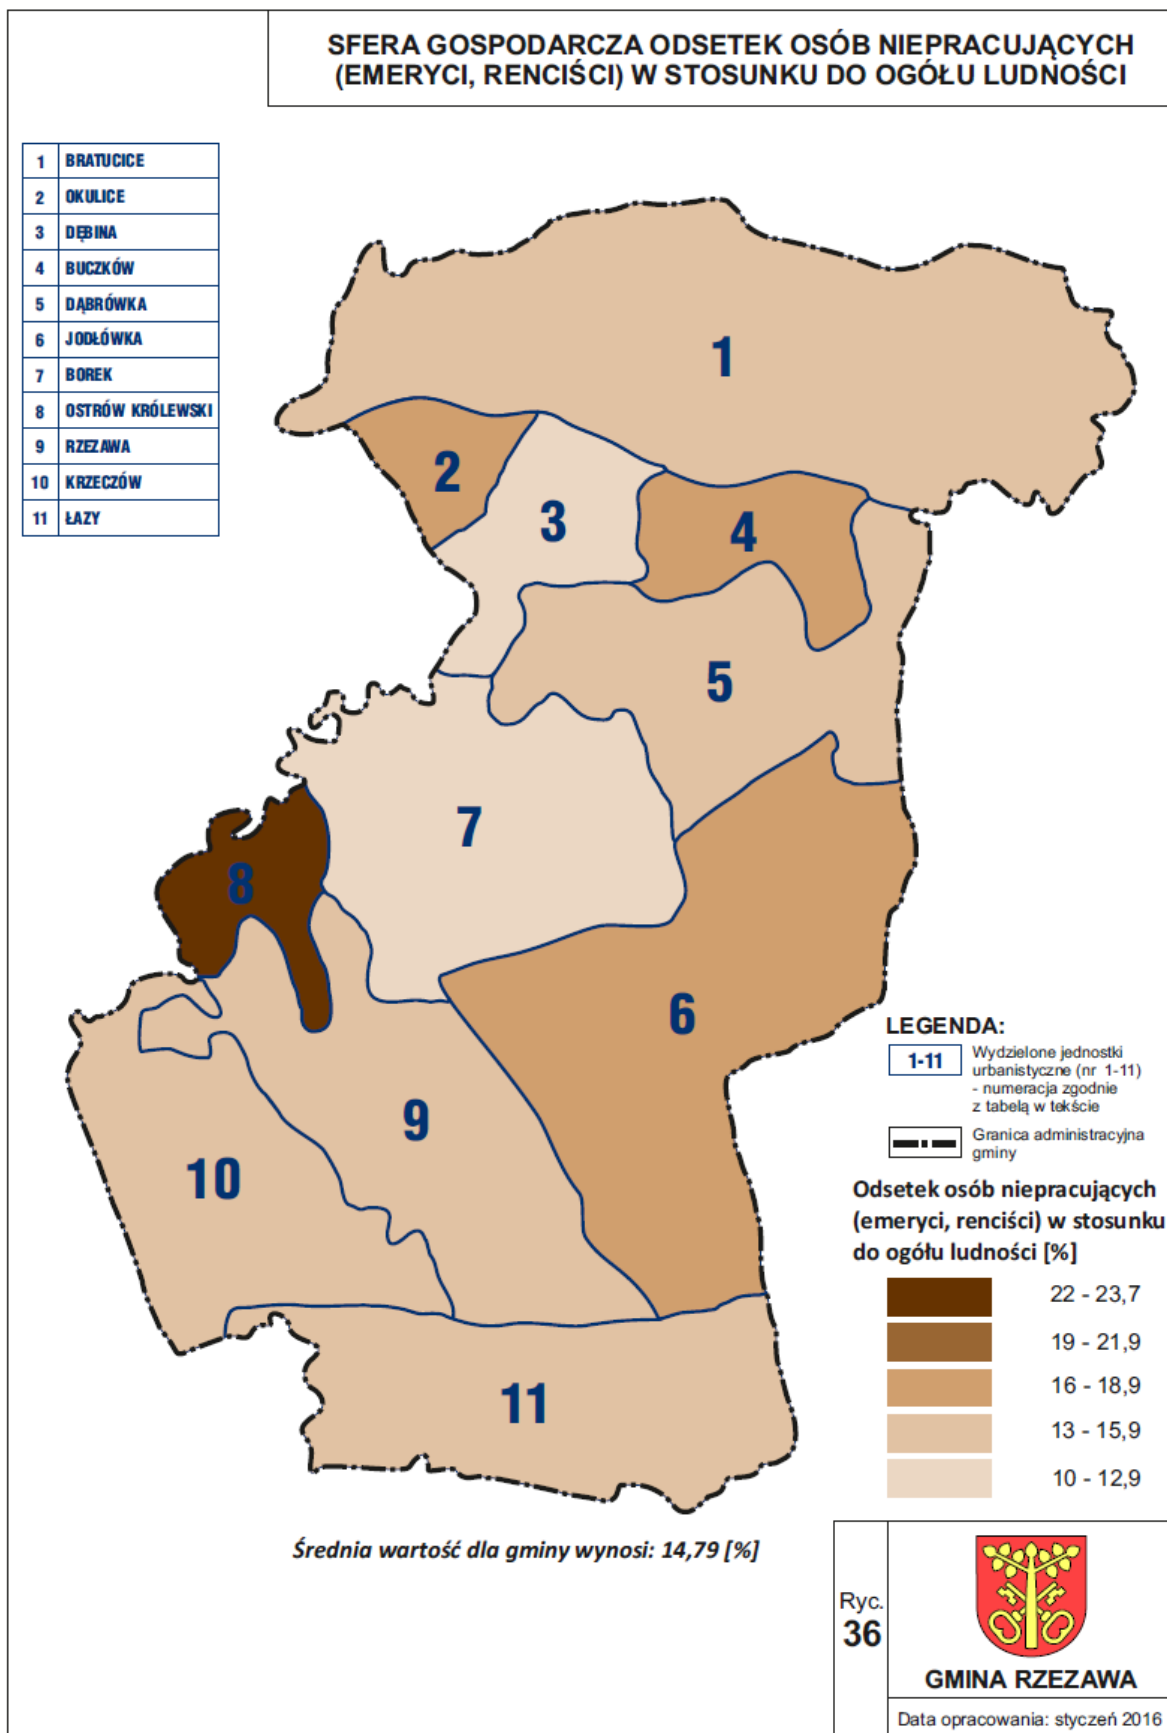 SFERA GOSPODARCZA ODSETEK OSÓB NIEPRACUJĄCYCH
(EMERYCI, RENCIŚCI) W STOSUNKU DO OGÓŁU LUDNOŚCI
1 BRATUCICE
2 OKULICE
3 DĘBINA
4 BUCZKÓW
5 DĄBRÓWKA
6 JODŁÓWKA
7 BOREK
8 OSTRÓW KRÓLEWSKI
9 RZEZAWA
10 KRZECZÓW
11 ŁAZY
1
2
3
4
5
7
8
6
9
10
11
LEGENDA:
1-11
Wydzielone jednostki
urbanistyczne (nr 1-11)
- numeracja zgodnie
z tabelą w tekście
Granica administracyjna
gminy
Odsetek osób niepracujących
(emeryci, renciści) w stosunku
do ogółu ludności [%]
22 - 23,7
19 - 21,9
16 - 18,9
13 - 15,9
10 - 12,9
Średnia wartość dla gminy wynosi: 14,79 [%]
Ryc.
36
GMINA RZEZAWA
Data opracowania: styczeń 2016